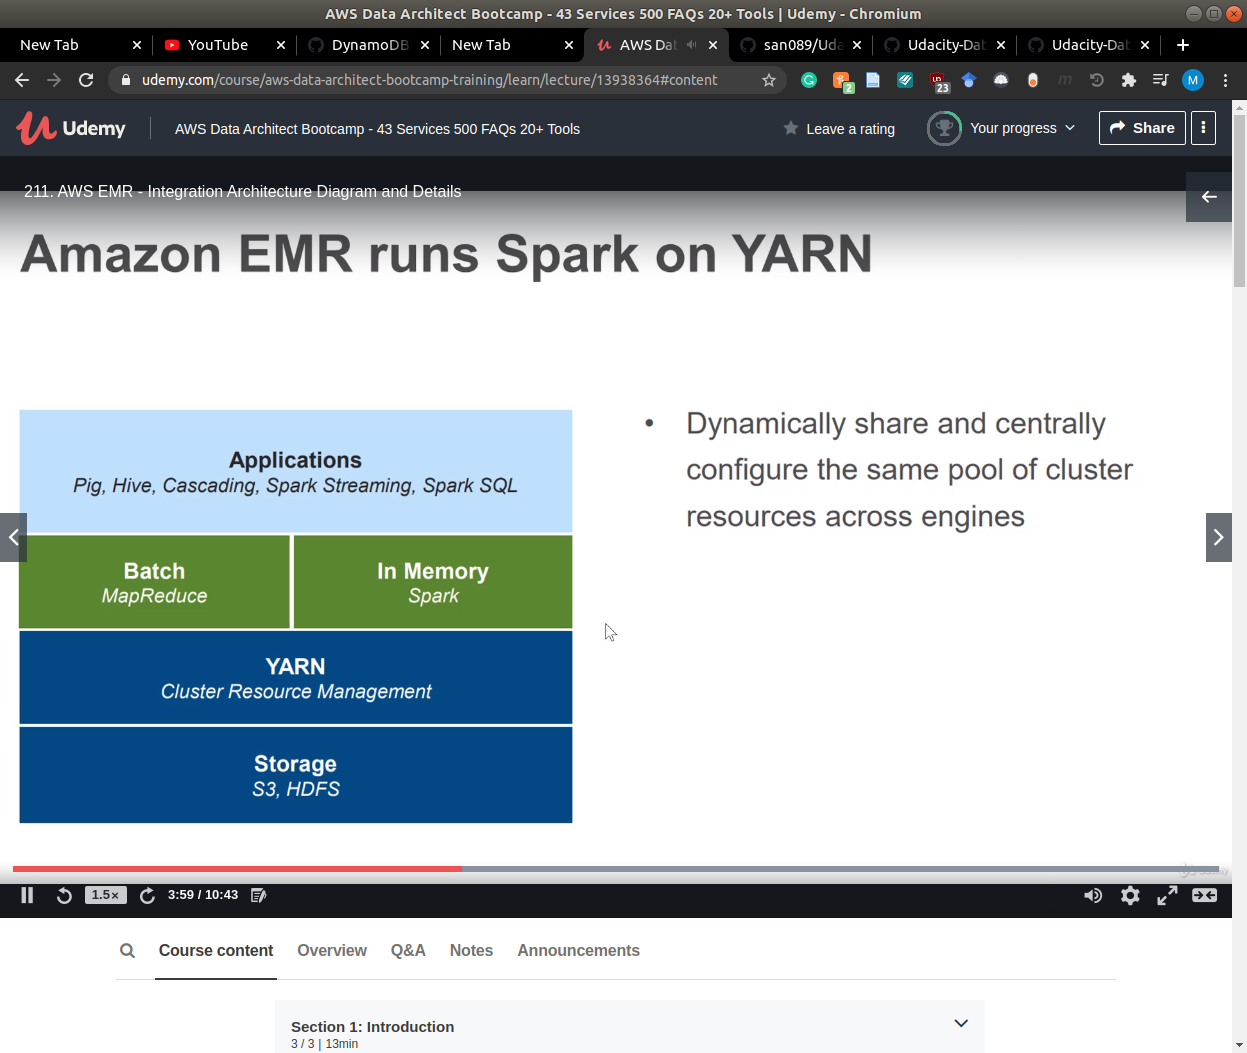 AWS Data Architect Bootcamp - 43 Services 500 FAQs 20+ Tools | Udemy - Chromium
New Tab
YouTube
DynamoDB
New Tab
AWS Dat
san089/Uda
Udacity-Dat
Udacity-Dat
udemy.com/course/aws-data-architect-bootcamp-training/learn/lecture/13938364#content
2
23
M
Udemy
AWS Data Architect Bootcamp - 43 Services 500 FAQs 20+ Tools
Leave a rating
Your progress
Share
211. AWS EMR - Integration Architecture Diagram and Details
Amazon EMR runs Spark on YARN
Applications
Pig, Hive, Cascading, Spark Streaming, Spark SQL
Batch
MapReduce
In Memory
Spark
YARN
Cluster Resource Management
Storage
S3, HDFS
• Dynamically share and centrally
configure the same pool of cluster
resources across engines
1.5×
3:59 / 10:43
Course content
Overview
Q&A
Notes
Announcements
Section 1: Introduction
3 / 3 | 13min